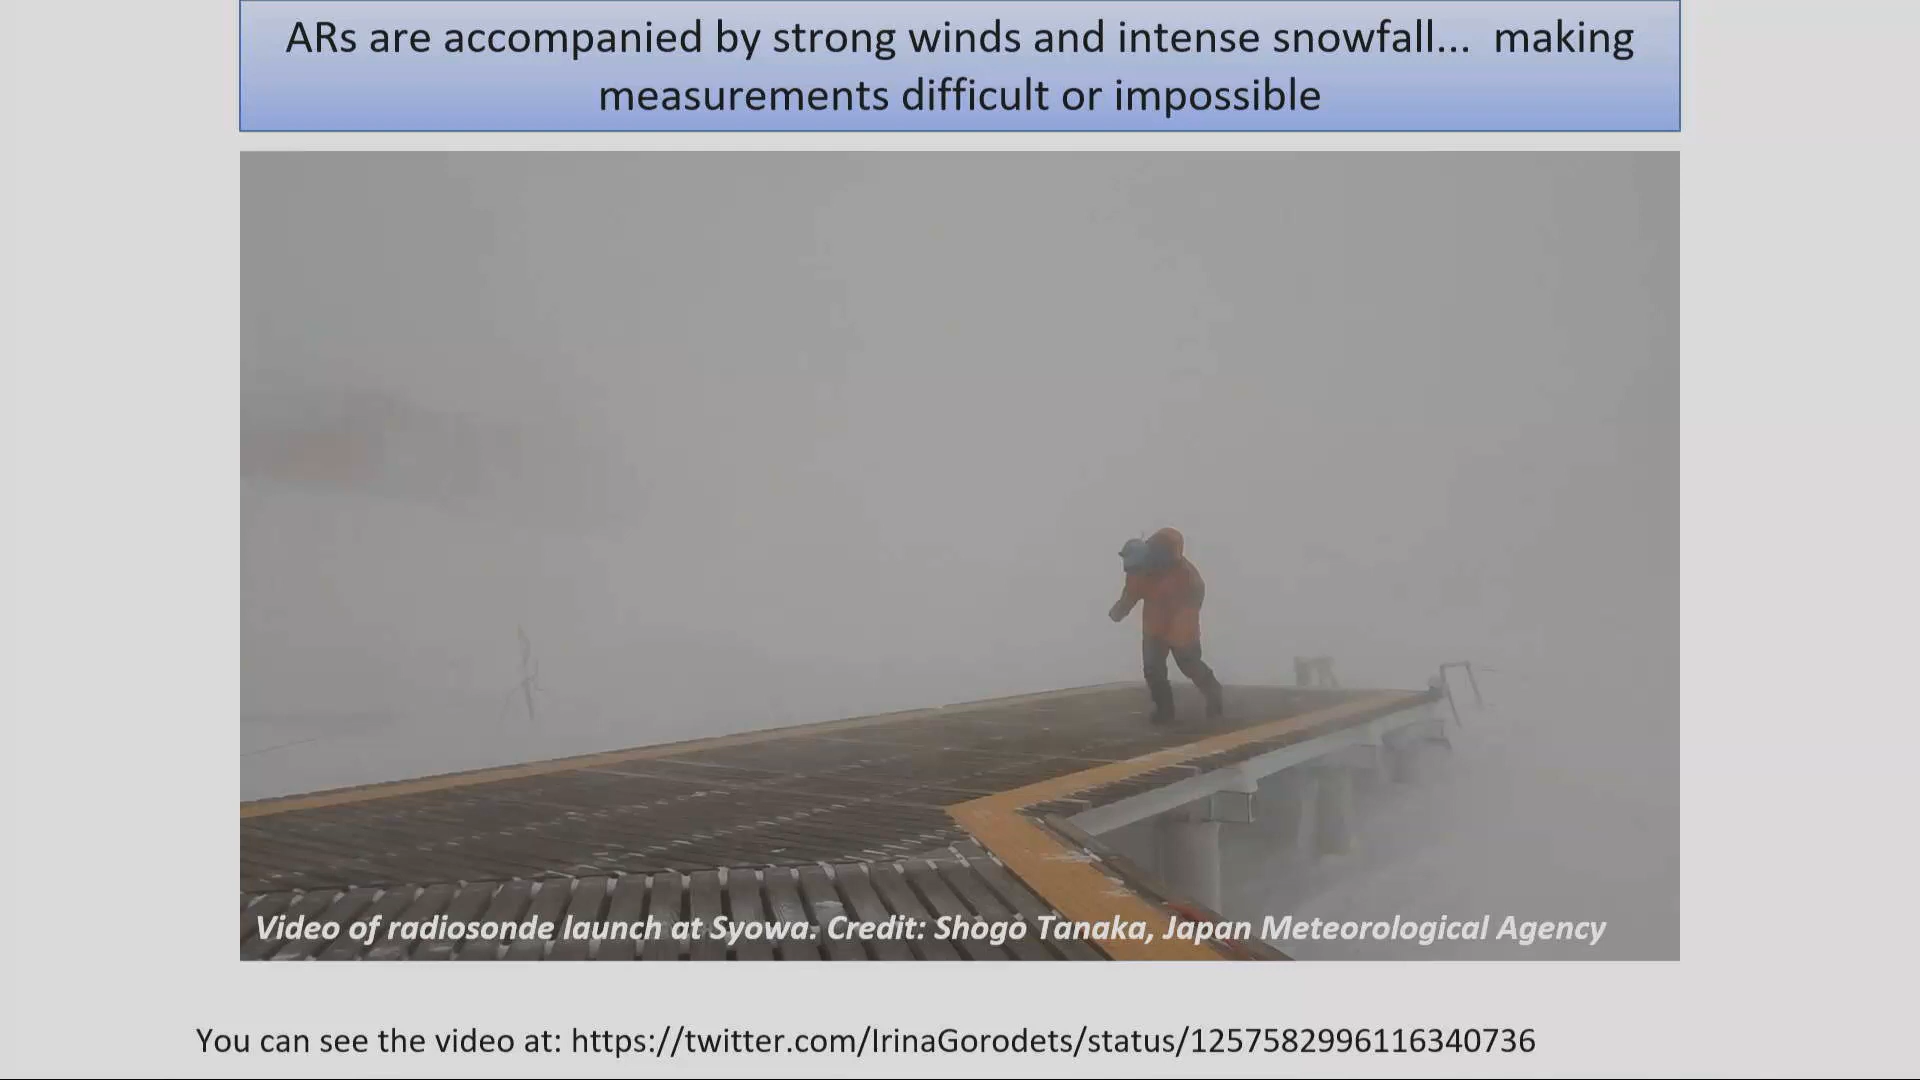 ARs are accompanied by strong winds and intense snowfall... making
measurements difficult or impossible
Video of radiosonde launch at Syowa. Credit: Shogo Tanaka, Japan Meteorological Agency
You can see the video at: https://twitter.com/IrinaGorodets/status/1257582996116340736